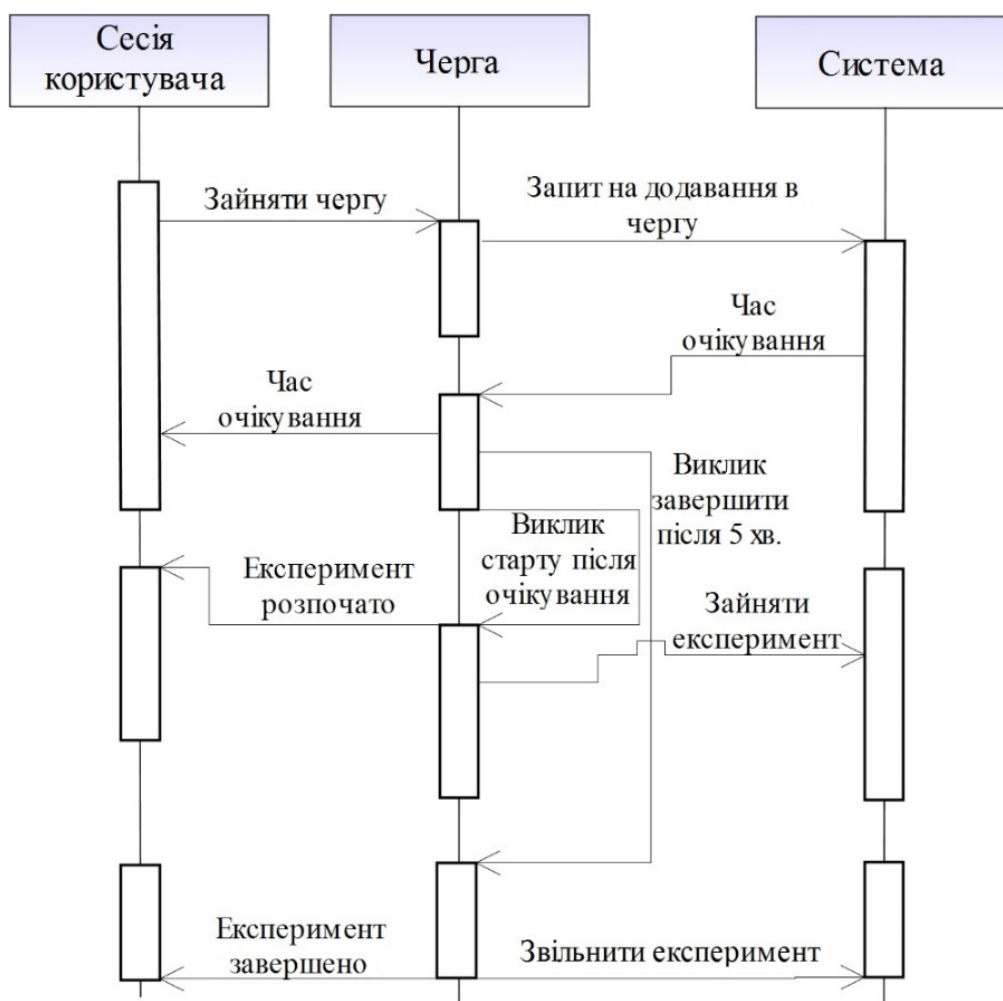 Сесія
користувача
Черга
Система
Зайняти чергу
Запит на додавання в
чергу
Час
очікування
Час
очікування
Виклик
завершити
після 5 хв.
Виклик
старту після
очікування
Експеримент
розпочато
Зайняти
експеримент
Експеримент
завершено
Звільнити експеримент